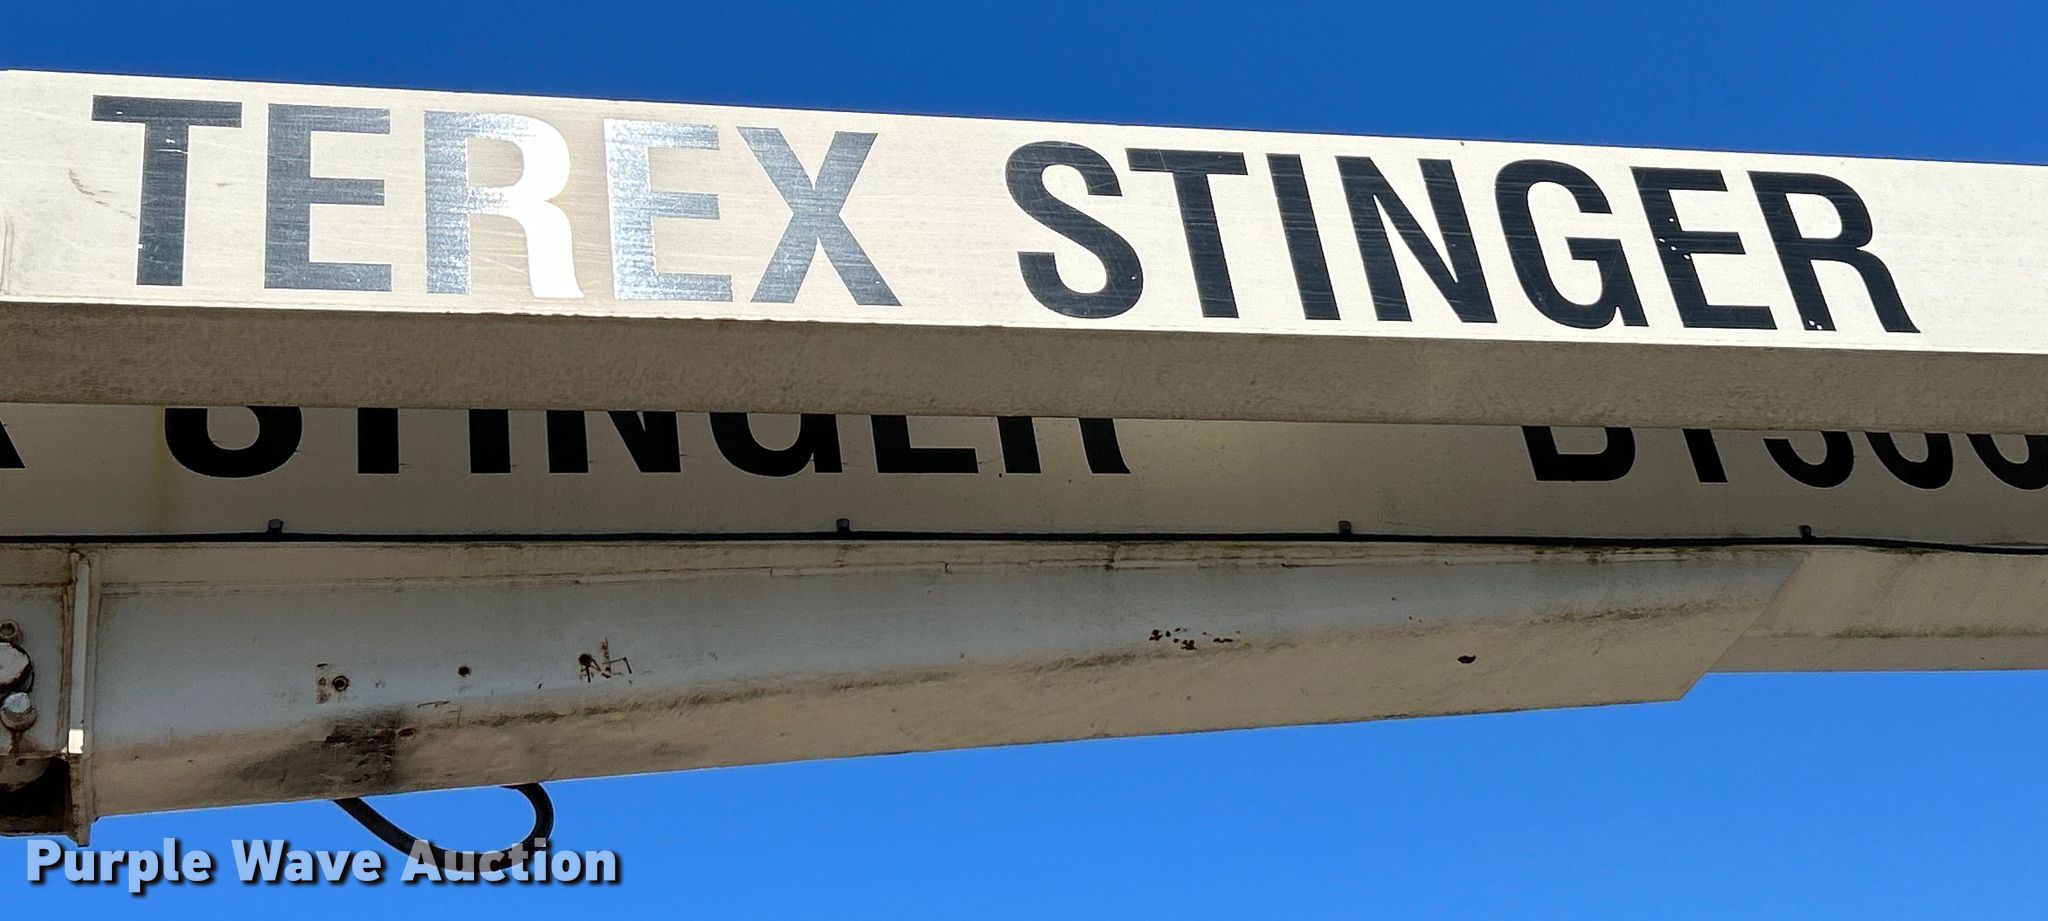 TEREX STINGER
STINGER
Purple Wave Auction